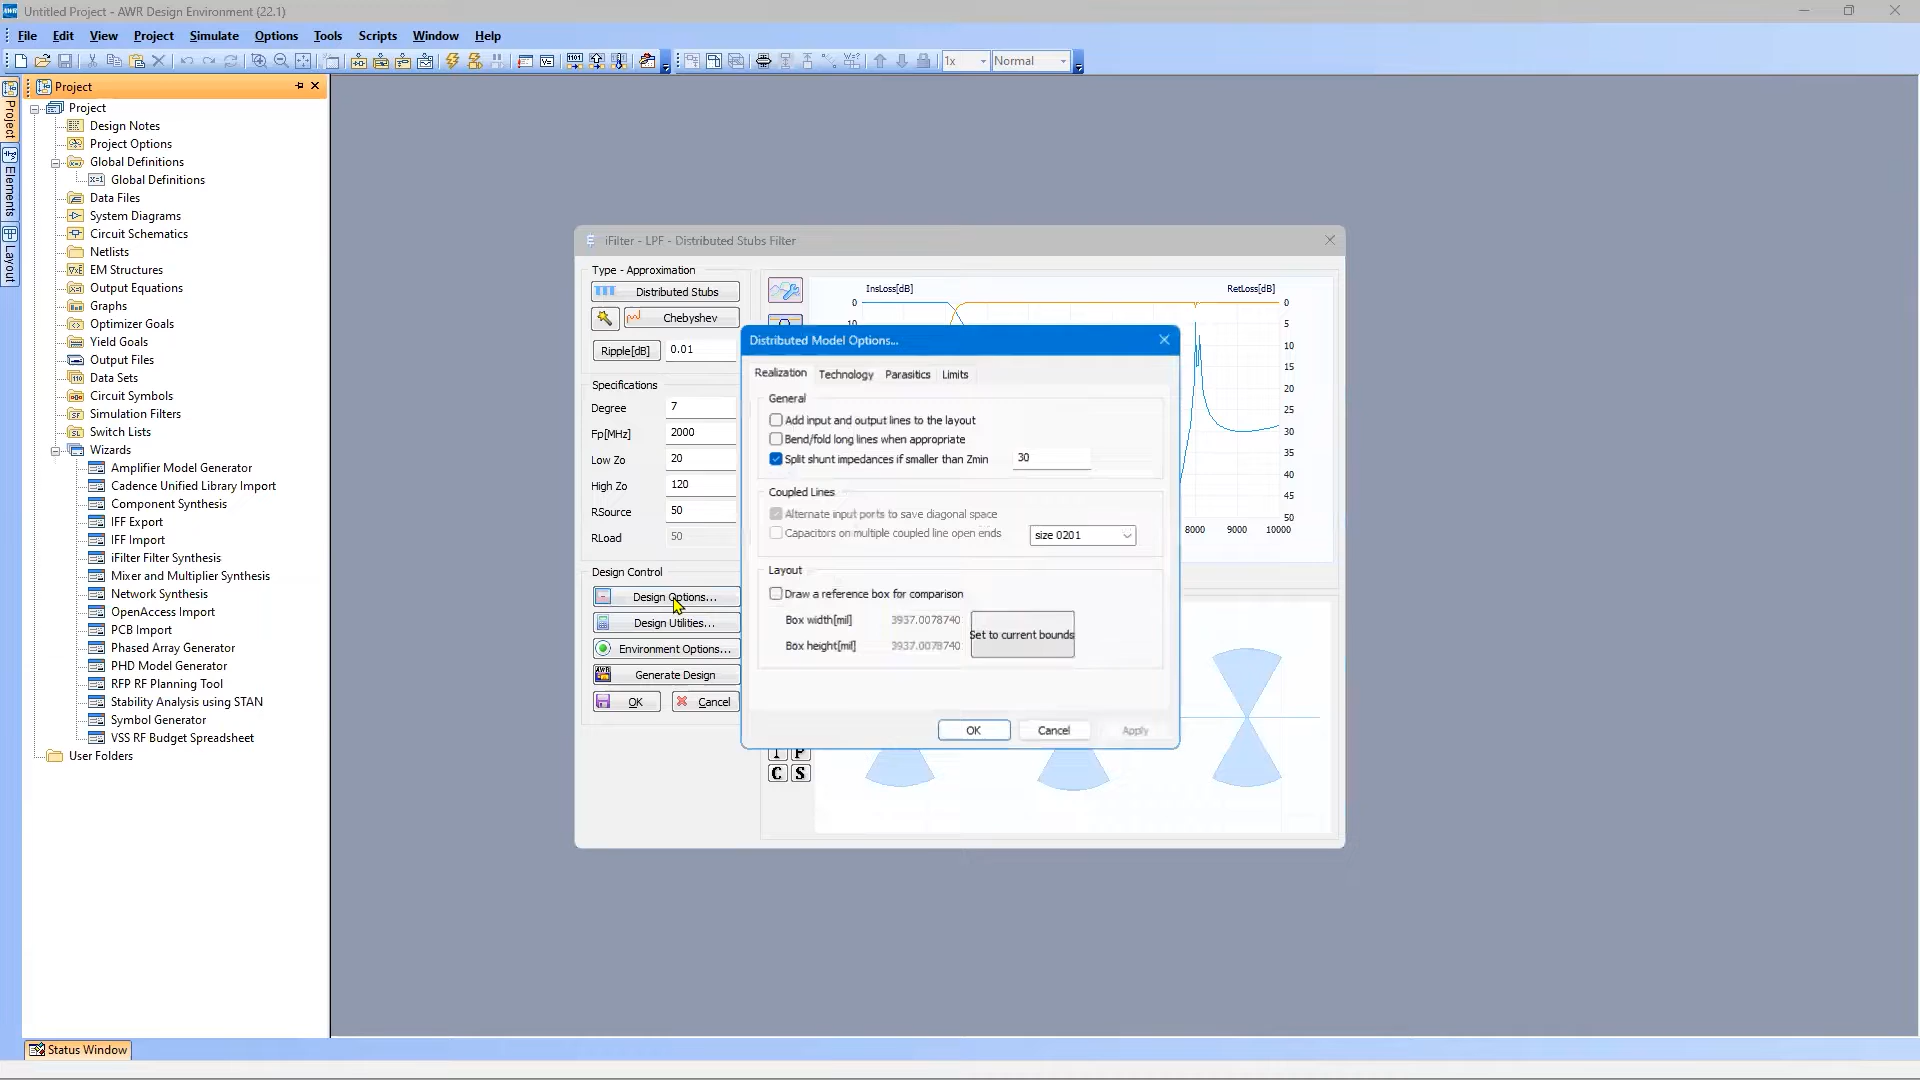 Untitled Project - AWR Design Environment (22.1)
File Edit View Project Simulate Options Tools Scripts Window Help
1x Normal
Project
Project
Elements
Layout
Project
Design Notes
Project Options
Global Definitions
Global Definitions
Data Files
System Diagrams
Circuit Schematics
Netlists
EM Structures
Output Equations
Graphs
Optimizer Goals
Yield Goals
Output Files
Data Sets
Circuit Symbols
Simulation Filters
Switch Lists
Wizards
Amplifier Model Generator
Cadence Unified Library Import
Component Synthesis
IFF Export
IFF Import
iFilter Filter Synthesis
Mixer and Multiplier Synthesis
Network Synthesis
OpenAccess Import
PCB Import
Phased Array Generator
PHD Model Generator
RFP RF Planning Tool
Stability Analysis using STAN
Symbol Generator
VSS RF Budget Spreadsheet
User Folders
Status Window
iFilter - LPF - Distributed Stubs Filter
Type - Approximation
Distributed Stubs
Chebyshev
Ripple[dB] 0.01
Specifications
Degree 7
Fp[MHz] 2000
Low Zo 20
High Zo 120
RSource 50
RLoad 50
Design Control
Design Options...
Design Utilities...
Environment Options...
Generate Design
OK Cancel
InsLoss[dB] RetLoss[dB]
0 0
10 5
10
15
20
25
30
35
40
45
50
8000 9000 10000
C S
Distributed Model Options...
Realization Technology Parasitics Limits
General
Add input and output lines to the layout
Bend/fold long lines when appropriate
Split shunt impedances if smaller than Zmin 30
Coupled Lines
Alternate input ports to save diagonal space
Capacitors on multiple coupled line open ends size 0201
Layout
Draw a reference box for comparison
Box width[mil] 3937.0078740
Set to current bounds
Box height[mil] 3937.0078740
OK Cancel Apply